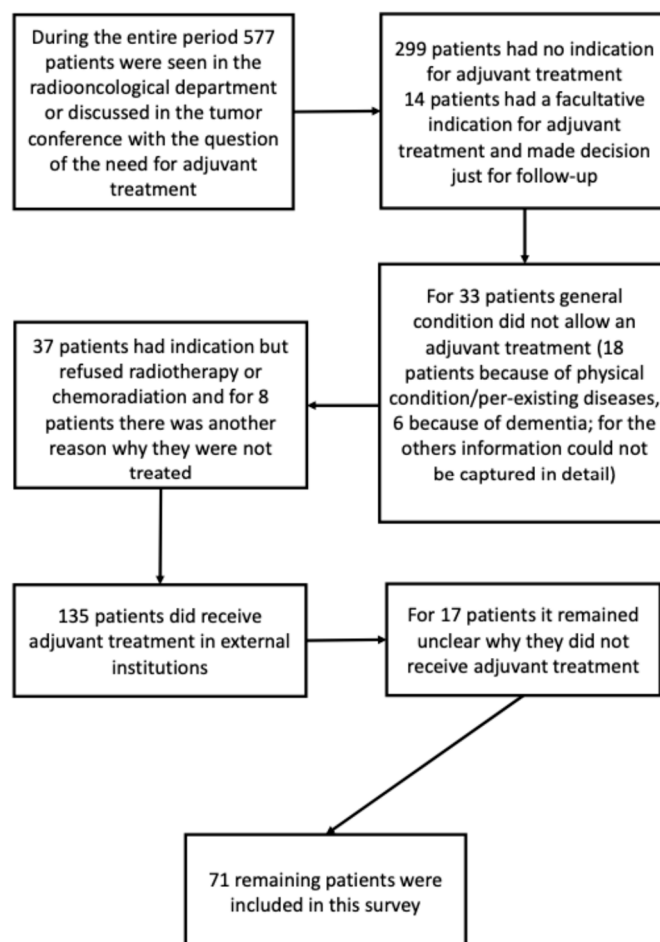 During the entire period 577
patients were seen in the
radiooncological department
or discussed in the tumor
conference with the question
of the need for adjuvant
treatment
299 patients had no indication
for adjuvant treatment
14 patients had a facultative
indication for adjuvant
treatment and made decision
just for follow-up
For 33 patients general
condition did not allow an
adjuvant treatment (18
patients because of physical
condition/per-existing diseases,
6 because of dementia; for the
others information could not
be captured in detail)
37 patients had indication but
refused radiotherapy or
chemoradiation and for 8
patients there was another
reason why they were not
treated
135 patients did receive
adjuvant treatment in external
institutions
For 17 patients it remained
unclear why they did not
receive adjuvant treatment
71 remaining patients were
included in this survey